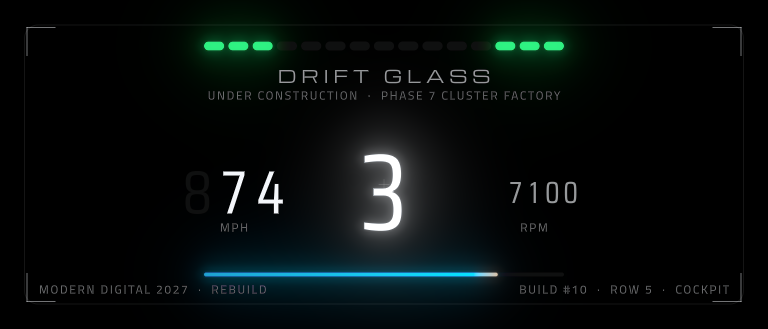 DRIFT GLASS
UNDER CONSTRUCTION · PHASE 7 CLUSTER FACTORY
74 3 7100
MPH RPM
MODERN DIGITAL 2027 · REBUILD BUILD #10 · ROW 5 · COCKPIT